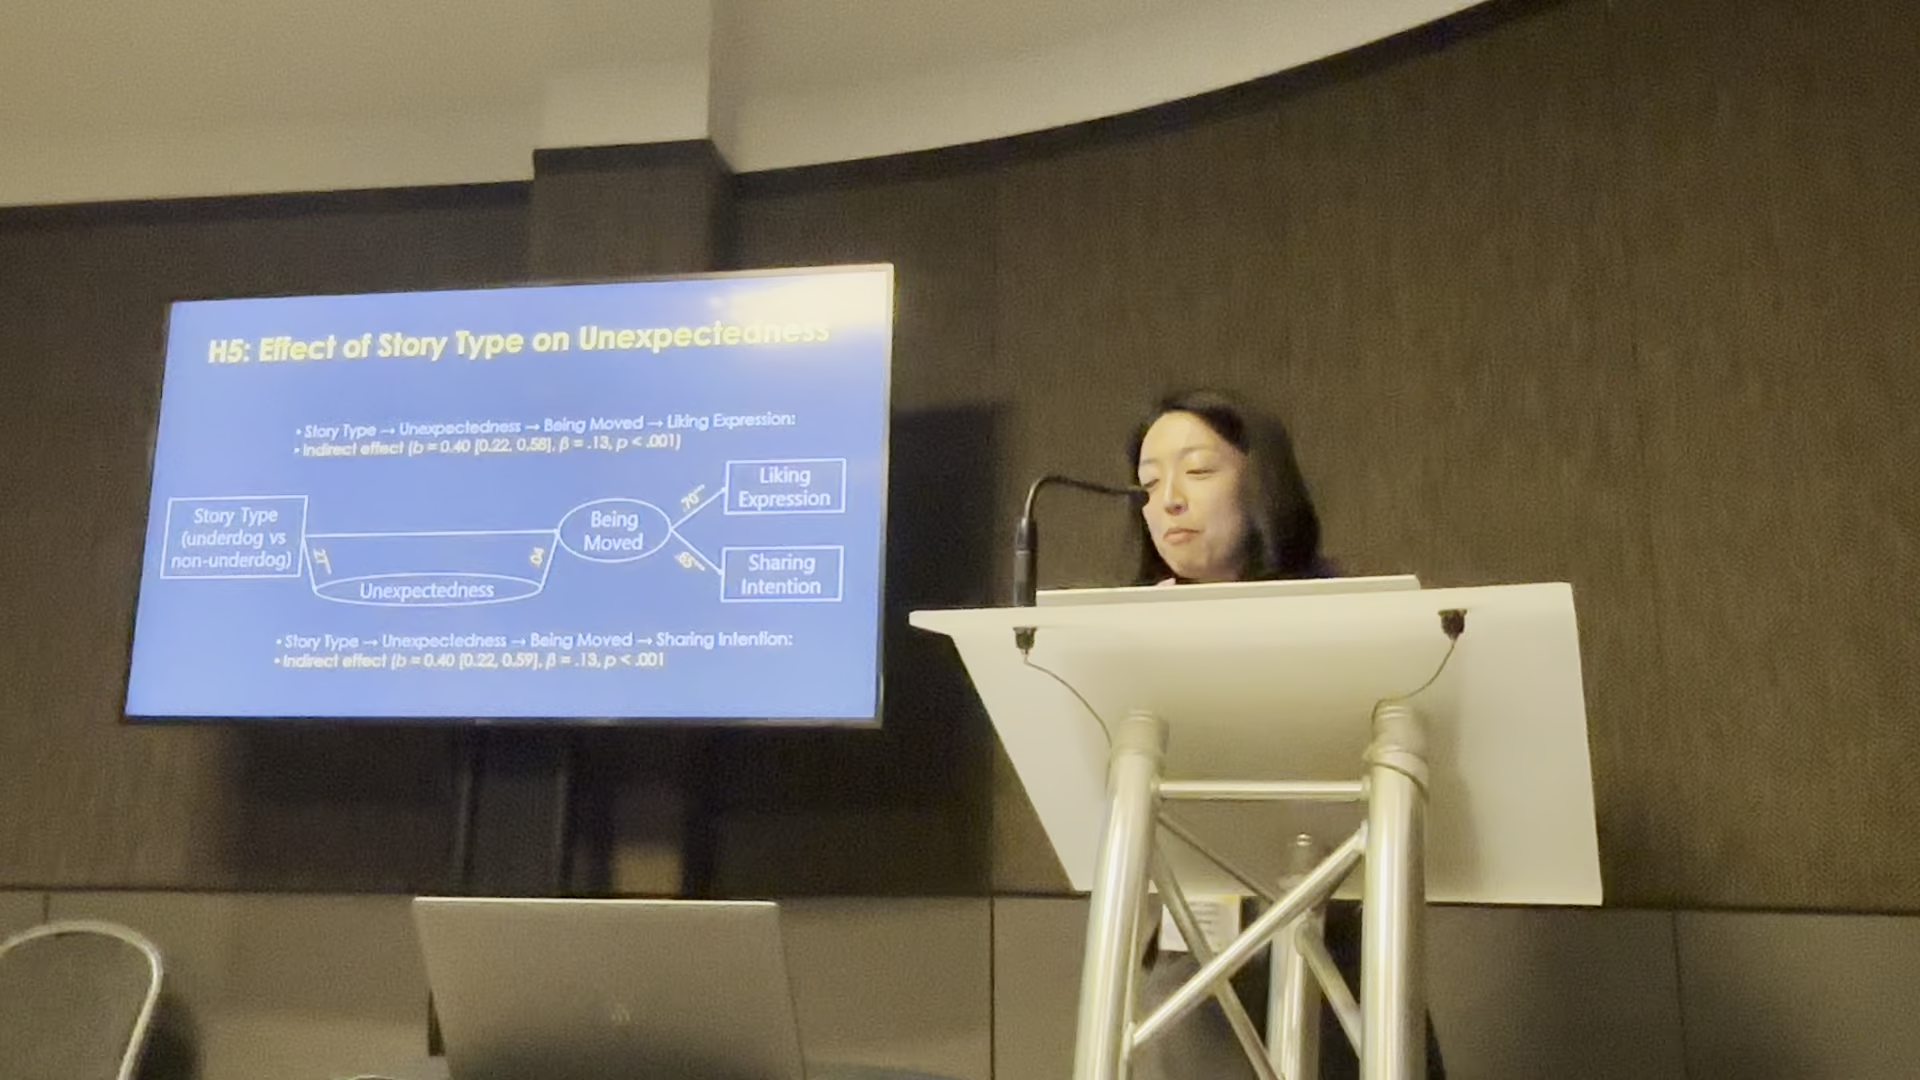 H5: Effect of Story Type on Unexpectedness
• Story Type → Unexpectedness → Being Moved → Liking Expression:
• Indirect effect (b = 0.40 [0.22, 0.58], β = .13, p < .001)
Story Type
(underdog vs
non-underdog)
Unexpectedness
Being
Moved
.70***
Liking
Expression
Sharing
Intention
• Story Type → Unexpectedness → Being Moved → Sharing Intention:
• Indirect effect (b = 0.40 [0.22, 0.59], β = .13, p < .001